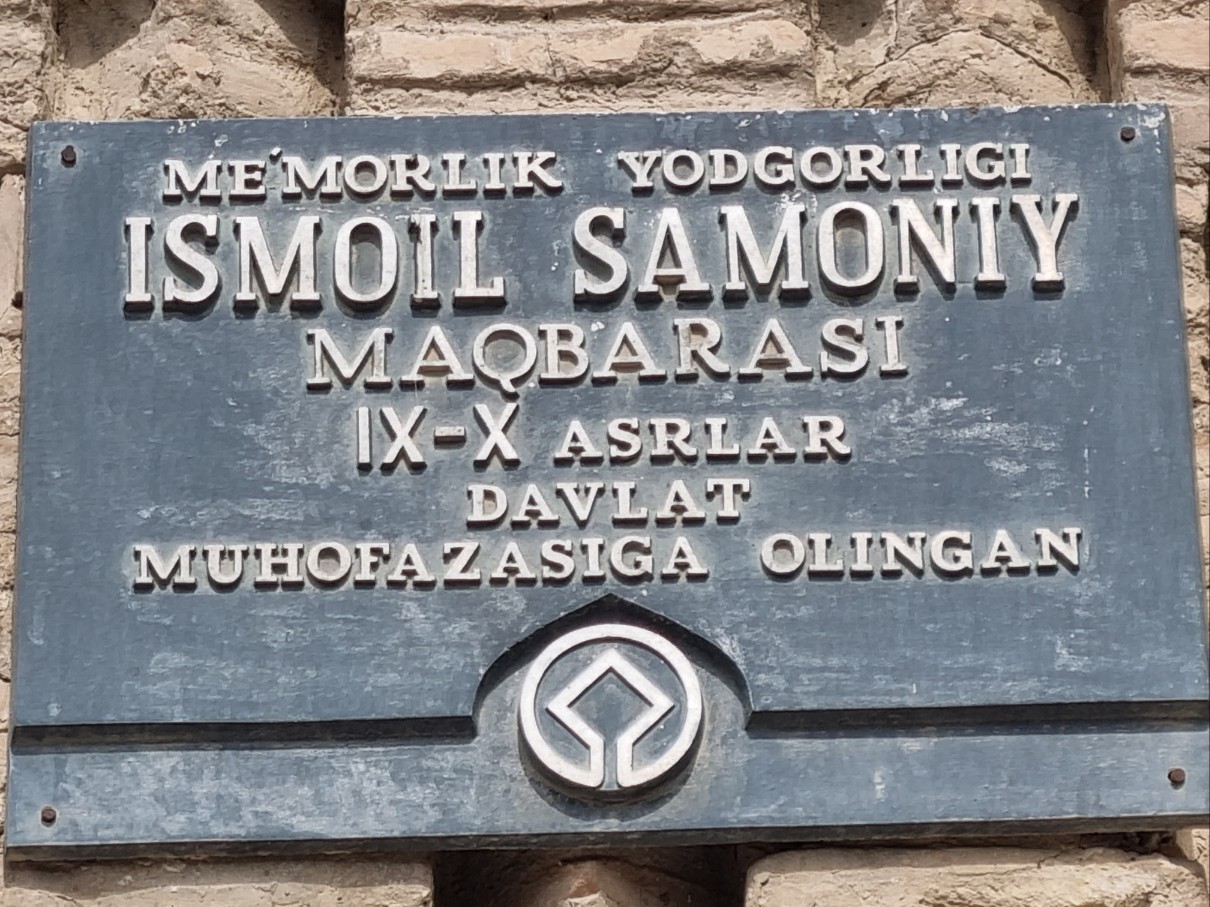 ME'MORLIK YODGORLIGI
ISMOIL SAMONIY
MAQBARASI
IX-X ASRLAR
DAVLAT
MUHOFAZASIGA OLINGAN